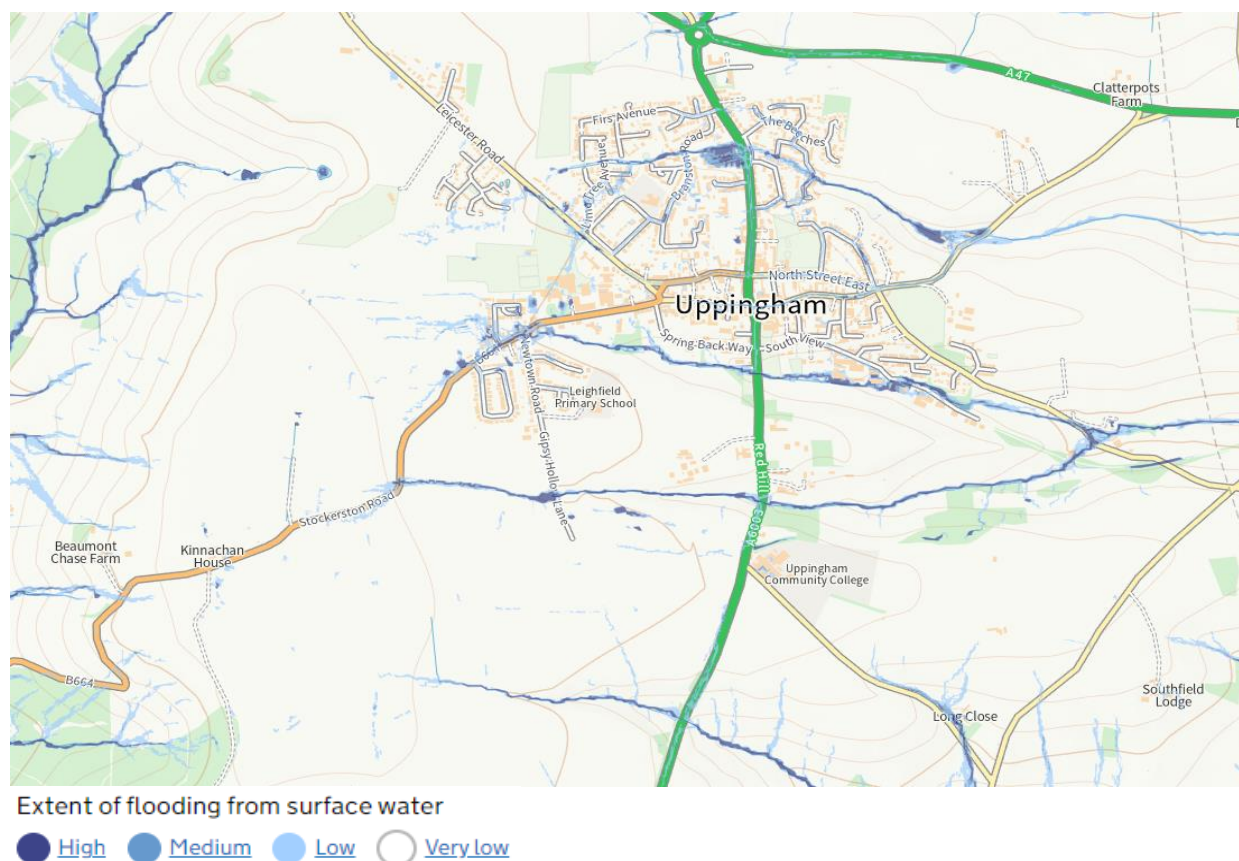 A47
Clatterpots
Farm
Leicester Road
Firs Avenue
The Beeches
Lime Tree Avenue
Branston Road
North Street East
Uppingham
Spring Back Way
South View
Newtown Road
Leighfield
Primary School
Gipsy Hollow Lane
Red Hill
A6003
Stockerston Road
Beaumont
Chase Farm
Kinnachan
House
Uppingham
Community College
B664
Long Close
Southfield
Lodge
Extent of flooding from surface water
High Medium Low Very low